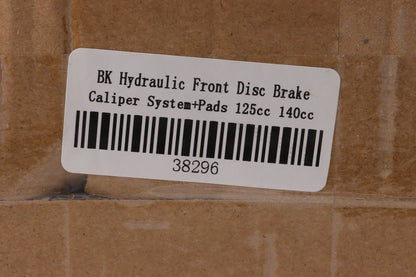 BK Hydraulic Front Disc Brake
Caliper System+Pads 125cc 140cc
38296